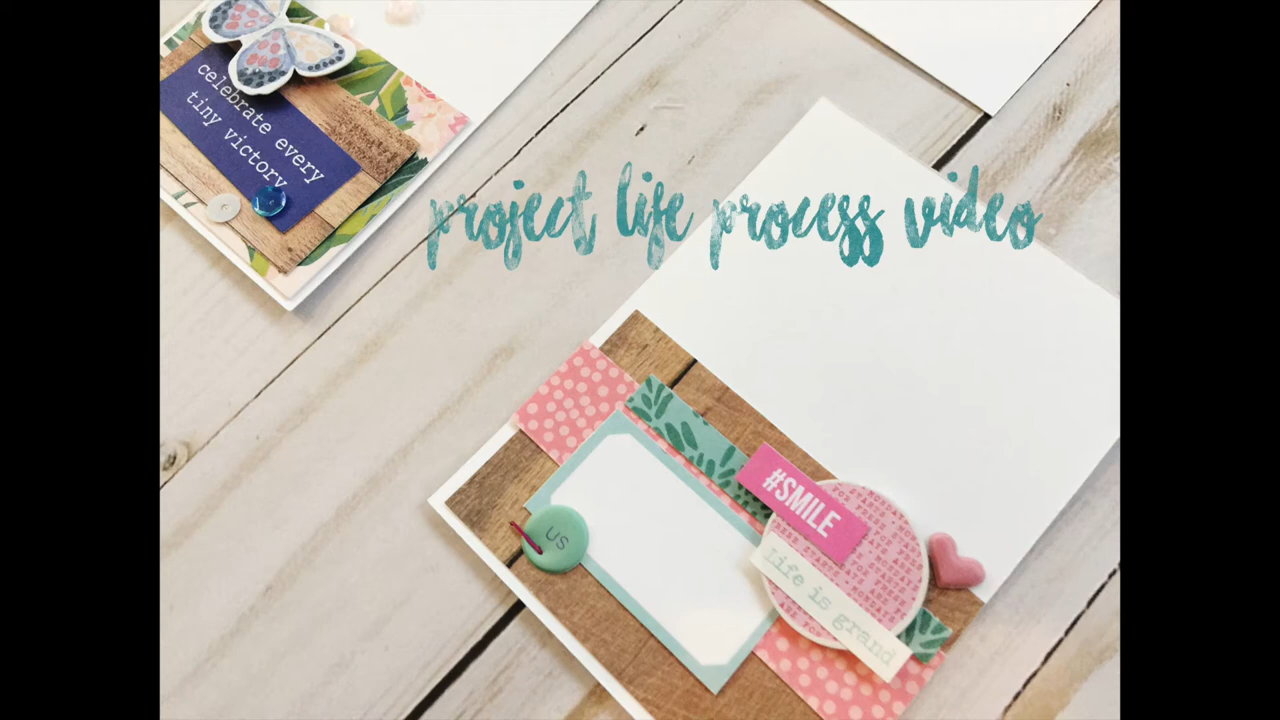 celebrate every
tiny victory
project life process video
#SMILE
us
Life is grand